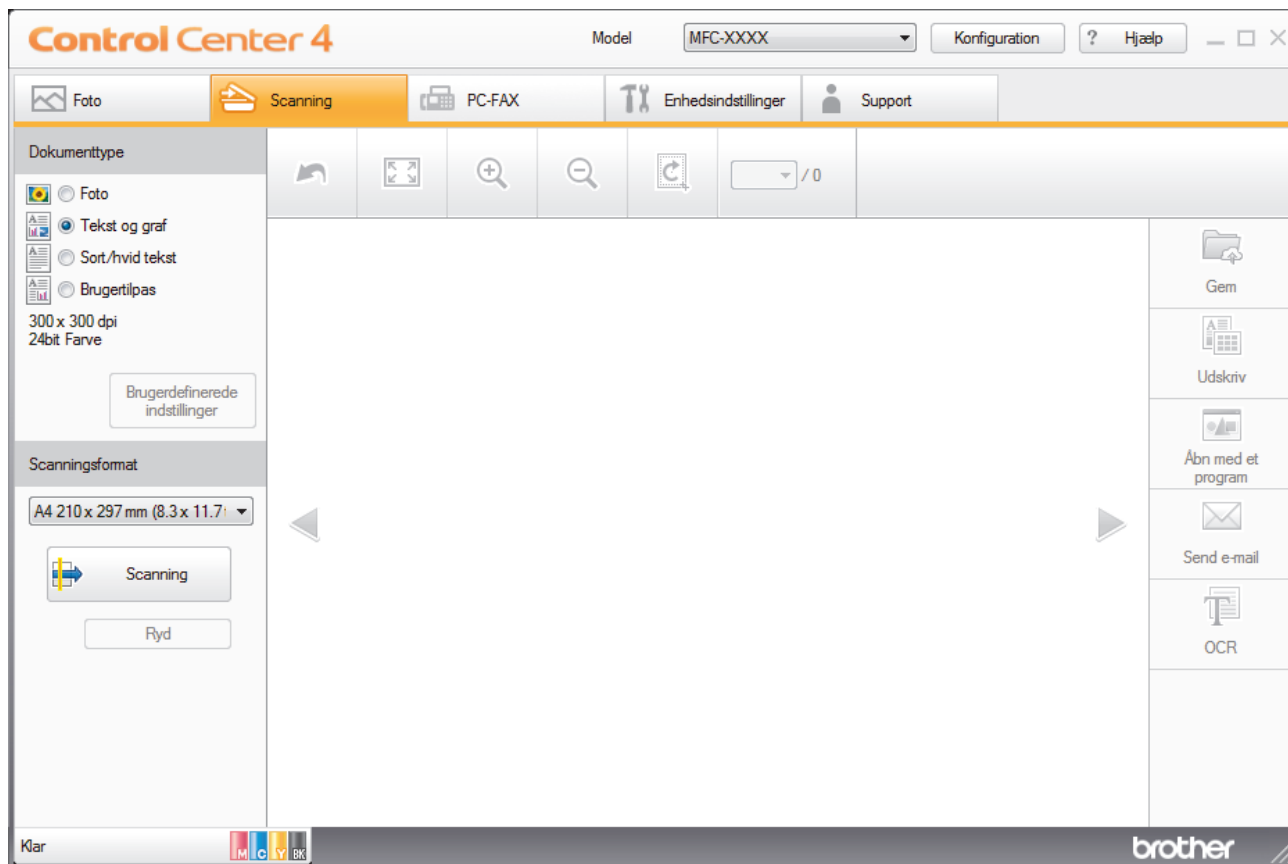 Control Center 4
Model
MFC-XXXX
Konfiguration
? Hjælp
Foto
Scanning
PC-FAX
Enhedsindstillinger
Support
Dokumenttype
/ 0
Foto
Tekst og graf
Sort/hvid tekst
Brugertilpas
300 x 300 dpi
24bit Farve
Brugerdefinerede
indstillinger
Scanningsformat
A4 210 x 297 mm (8.3 x 11.7
Scanning
Ryd
Gem
Udskriv
Åbn med et
program
Send e-mail
OCR
Klar
M C Y BK
brother